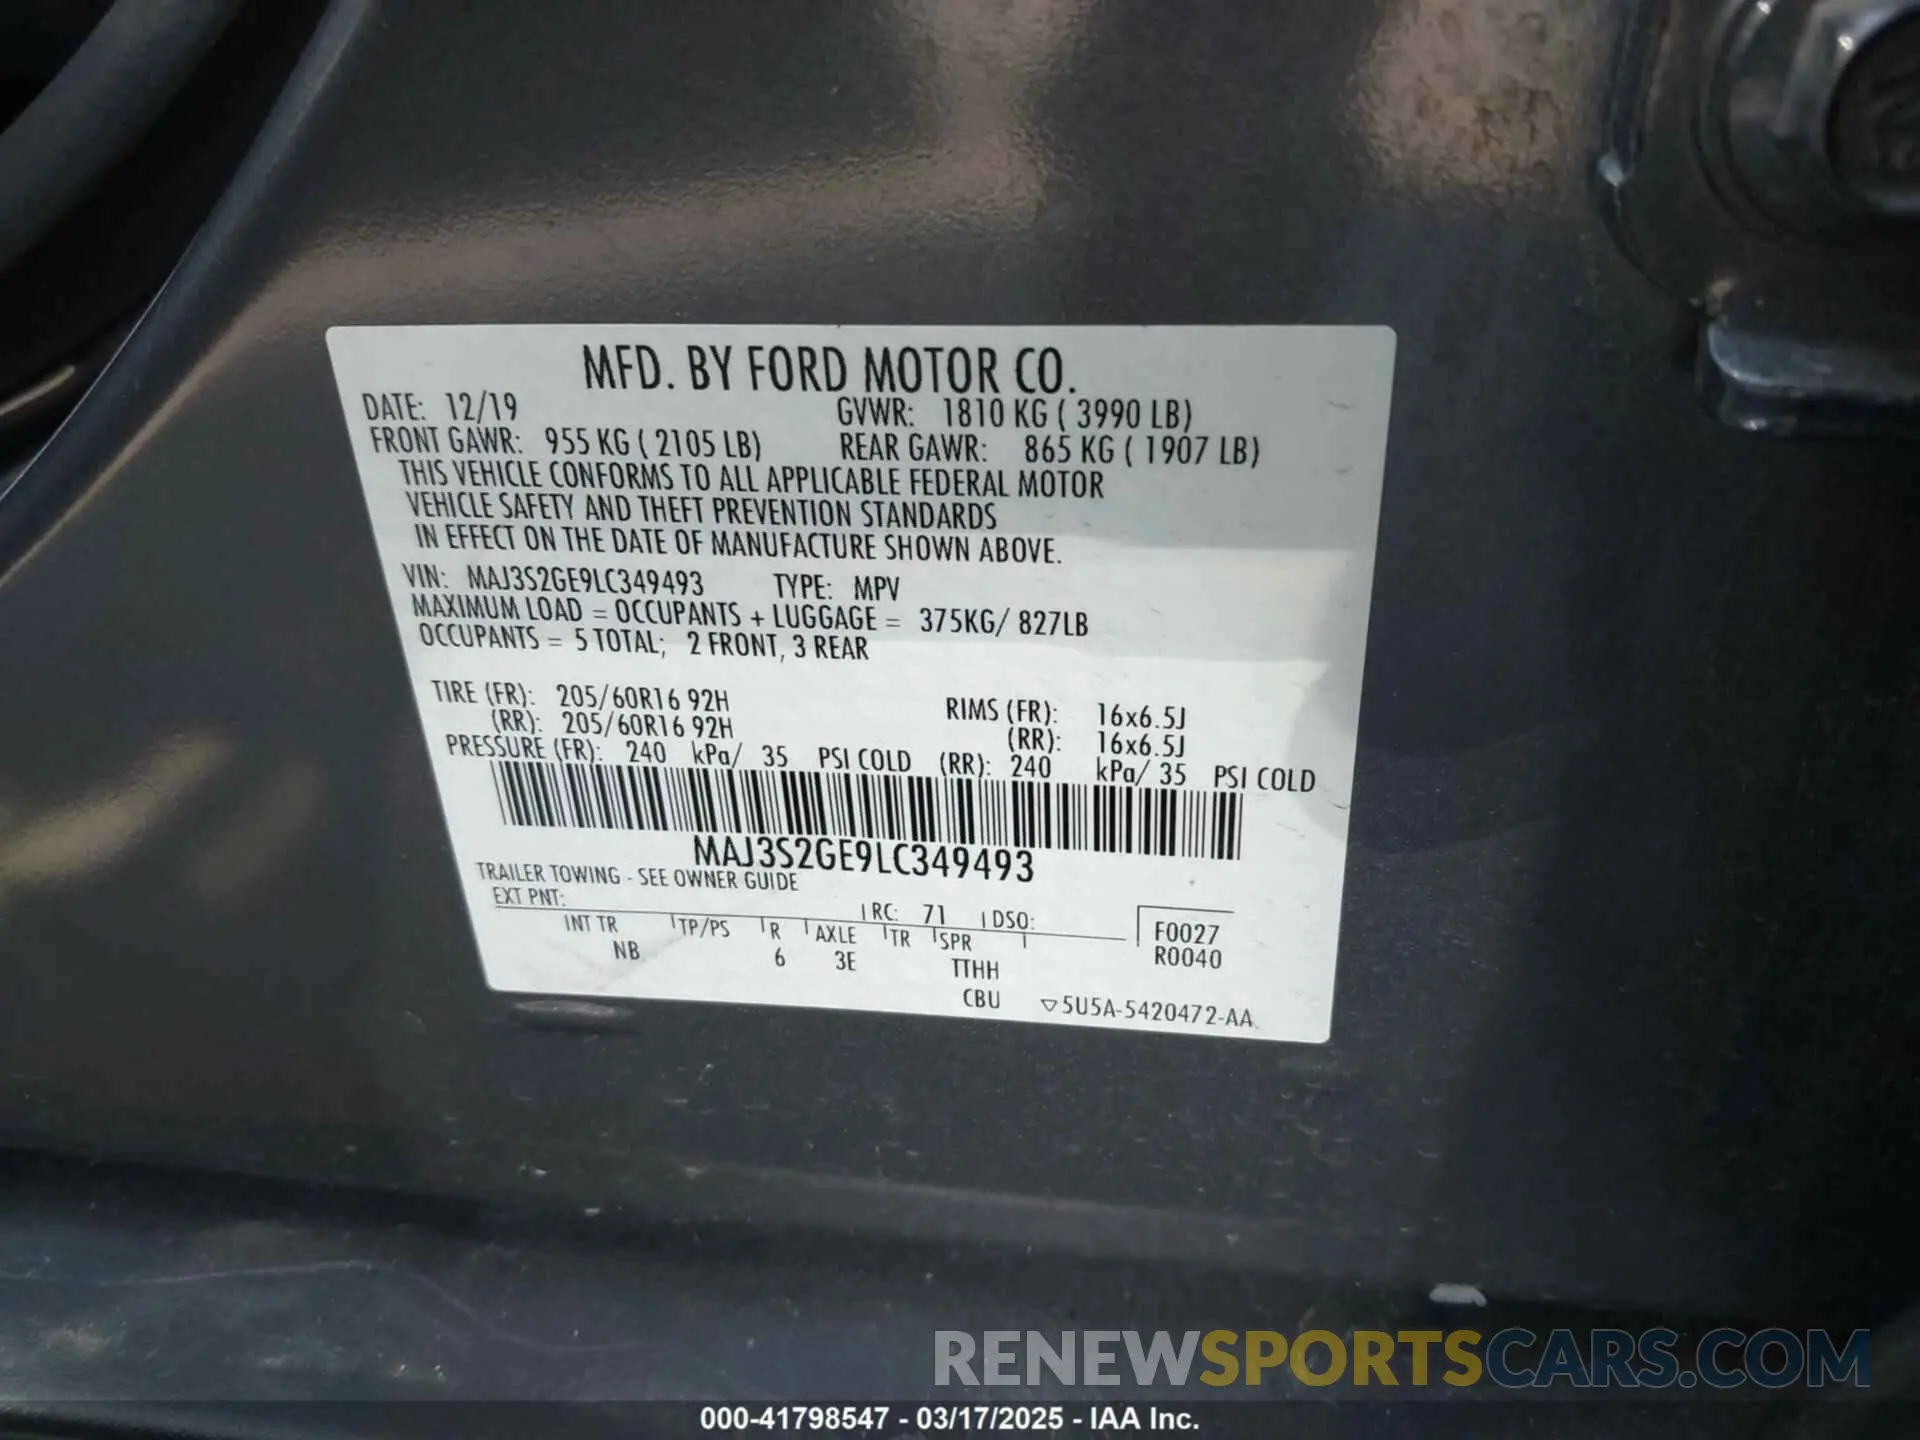 MFD. BY FORD MOTOR CO.
DATE: 12/19 GVWR: 1810 KG ( 3990 LB)
FRONT GAWR: 955 KG ( 2105 LB) REAR GAWR: 865 KG ( 1907 LB)
THIS VEHICLE CONFORMS TO ALL APPLICABLE FEDERAL MOTOR
VEHICLE SAFETY AND THEFT PREVENTION STANDARDS
IN EFFECT ON THE DATE OF MANUFACTURE SHOWN ABOVE.
VIN: MAJ3S2GE9LC349493 TYPE: MPV
MAXIMUM LOAD = OCCUPANTS + LUGGAGE = 375KG/ 827LB
OCCUPANTS = 5 TOTAL; 2 FRONT, 3 REAR
TIRE (FR): 205/60R16 92H RIMS (FR): 16x6.5J
(RR): 205/60R16 92H (RR): 16x6.5J
PRESSURE (FR): 240 kPa/ 35 PSI COLD (RR): 240 kPa/ 35 PSI COLD
MAJ3S2GE9LC349493
TRAILER TOWING - SEE OWNER GUIDE
EXT PNT: RC: 71 DSO:
INT TR TP/PS R AXLE TR SPR F0027
NB 6 3E TTHH R0040
CBU ▽5U5A-5420472-AA
RENEWSPORTSCARS.COM
000-41798547 - 03/17/2025 - IAA Inc.